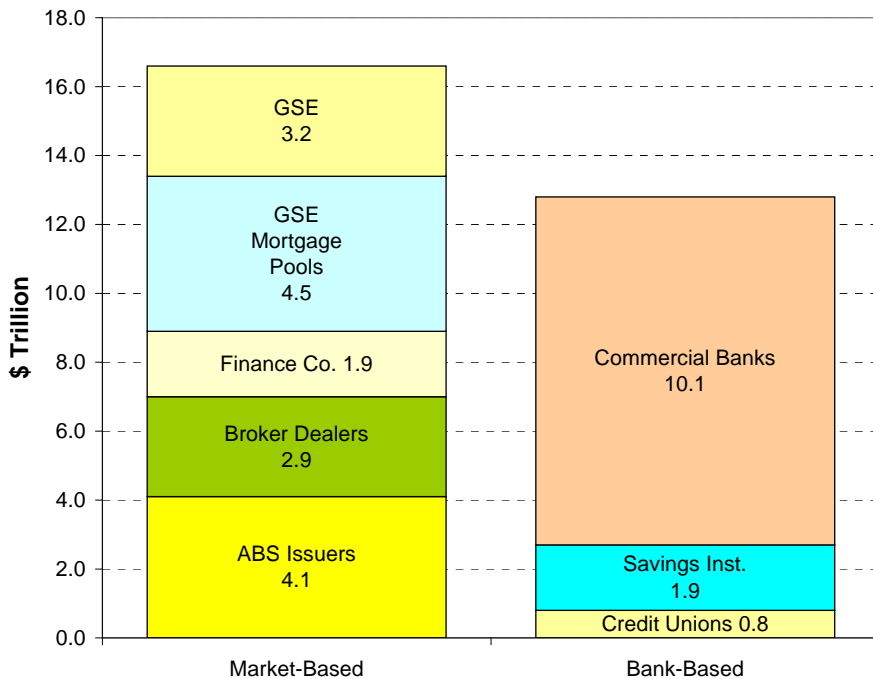 18.0
16.0
14.0
12.0
10.0
8.0
6.0
4.0
2.0
0.0
$ Trillion
GSE
3.2
GSE
Mortgage
Pools
4.5
Finance Co. 1.9
Broker Dealers
2.9
ABS Issuers
4.1
Commercial Banks
10.1
Savings Inst.
1.9
Credit Unions 0.8
Market-Based
Bank-Based